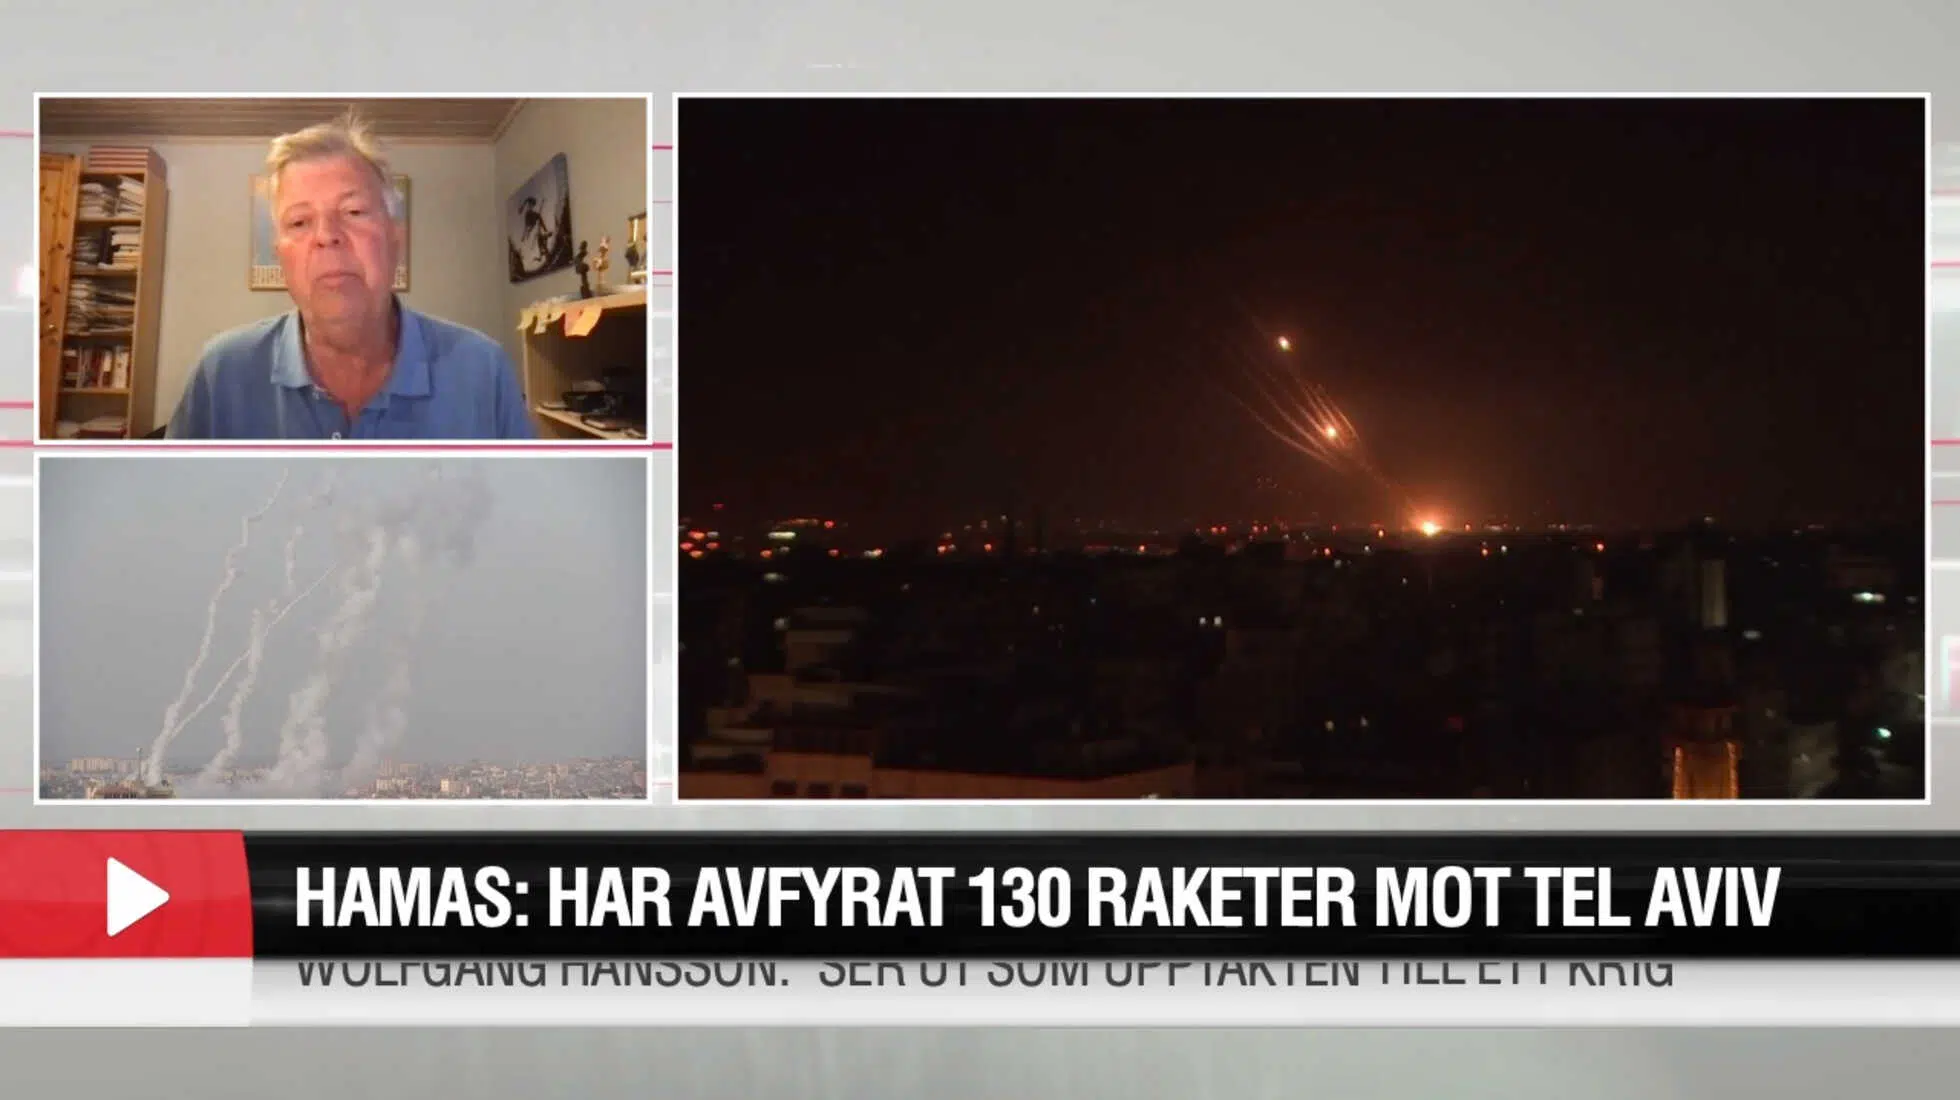 HAMAS: HAR AVFYRAT 130 RAKETER MOT TEL AVIV
WOLFGANG HANSSON: "SER UT SOM UPPTAKTEN TILL ETT KRIG